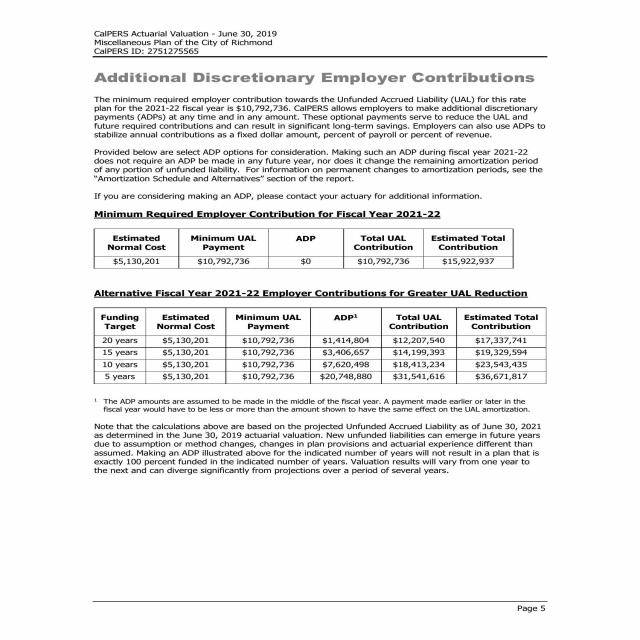 CalPERS Actuarial Valuation - June 30, 2019
Miscellaneous Plan of the City of Richmond
CalPERS ID: 2751275565
Additional Discretionary Employer Contributions
The minimum required employer contribution towards the Unfunded Accrued Liability (UAL) for this rate
plan for the 2021-22 fiscal year is $10,792,736. CalPERS allows employers to make additional discretionary
payments (ADPs) at any time and in any amount. These optional payments serve to reduce the UAL and
future required contributions and can result in significant long-term savings. Employers can also use ADPs to
stabilize annual contributions as a fixed dollar amount, percent of payroll or percent of revenue.
Provided below are select ADP options for consideration. Making such an ADP during fiscal year 2021-22
does not require an ADP be made in any future year, nor does it change the remaining amortization period
of any portion of unfunded liability. For information on permanent changes to amortization periods, see the
"Amortization Schedule and Alternatives" section of the report.
If you are considering making an ADP, please contact your actuary for additional information.
Minimum Required Employer Contribution for Fiscal Year 2021-22
Estimated Normal Cost Minimum UAL Payment ADP Total UAL Contribution Estimated Total Contribution
$5,130,201 $10,792,736 $0 $10,792,736 $15,922,937
Alternative Fiscal Year 2021-22 Employer Contributions for Greater UAL Reduction
Funding Target Estimated Normal Cost Minimum UAL Payment ADP¹ Total UAL Contribution Estimated Total Contribution
20 years $5,130,201 $10,792,736 $1,414,804 $12,207,540 $17,337,741
15 years $5,130,201 $10,792,736 $3,406,657 $14,199,393 $19,329,594
10 years $5,130,201 $10,792,736 $7,620,498 $18,413,234 $23,543,435
5 years $5,130,201 $10,792,736 $20,748,880 $31,541,616 $36,671,817
¹ The ADP amounts are assumed to be made in the middle of the fiscal year. A payment made earlier or later in the
fiscal year would have to be less or more than the amount shown to have the same effect on the UAL amortization.
Note that the calculations above are based on the projected Unfunded Accrued Liability as of June 30, 2021
as determined in the June 30, 2019 actuarial valuation. New unfunded liabilities can emerge in future years
due to assumption or method changes, changes in plan provisions and actuarial experience different than
assumed. Making an ADP illustrated above for the indicated number of years will not result in a plan that is
exactly 100 percent funded in the indicated number of years. Valuation results will vary from one year to
the next and can diverge significantly from projections over a period of several years.
Page 5